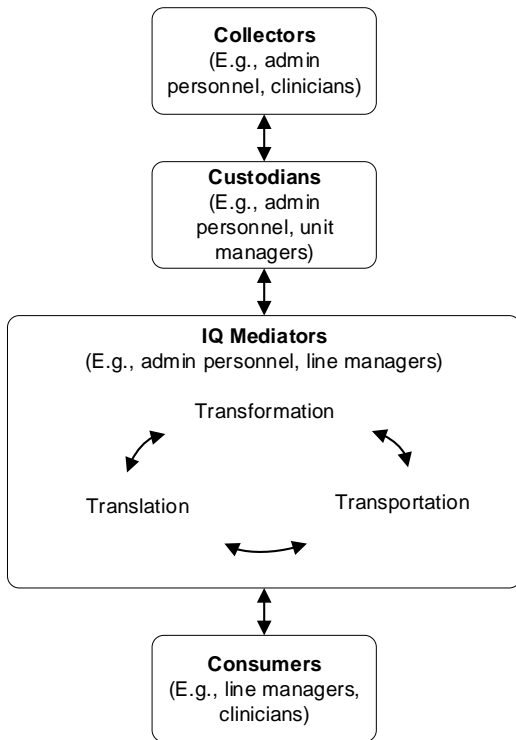 Collectors
(E.g., admin
personnel, clinicians)
Custodians
(E.g., admin
personnel, unit
managers)
IQ Mediators
(E.g., admin personnel, line managers)
Transformation
Translation
Transportation
Consumers
(E.g., line managers,
clinicians)